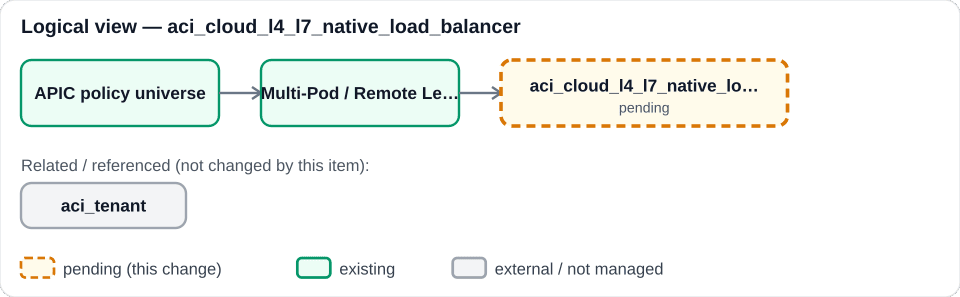 Logical view — aci_cloud_l4_l7_native_load_balancer
APIC policy universe
Multi-Pod / Remote Le...
aci_cloud_l4_l7_native_lo...
pending
Related / referenced (not changed by this item):
aci_tenant
pending (this change)
existing
external / not managed